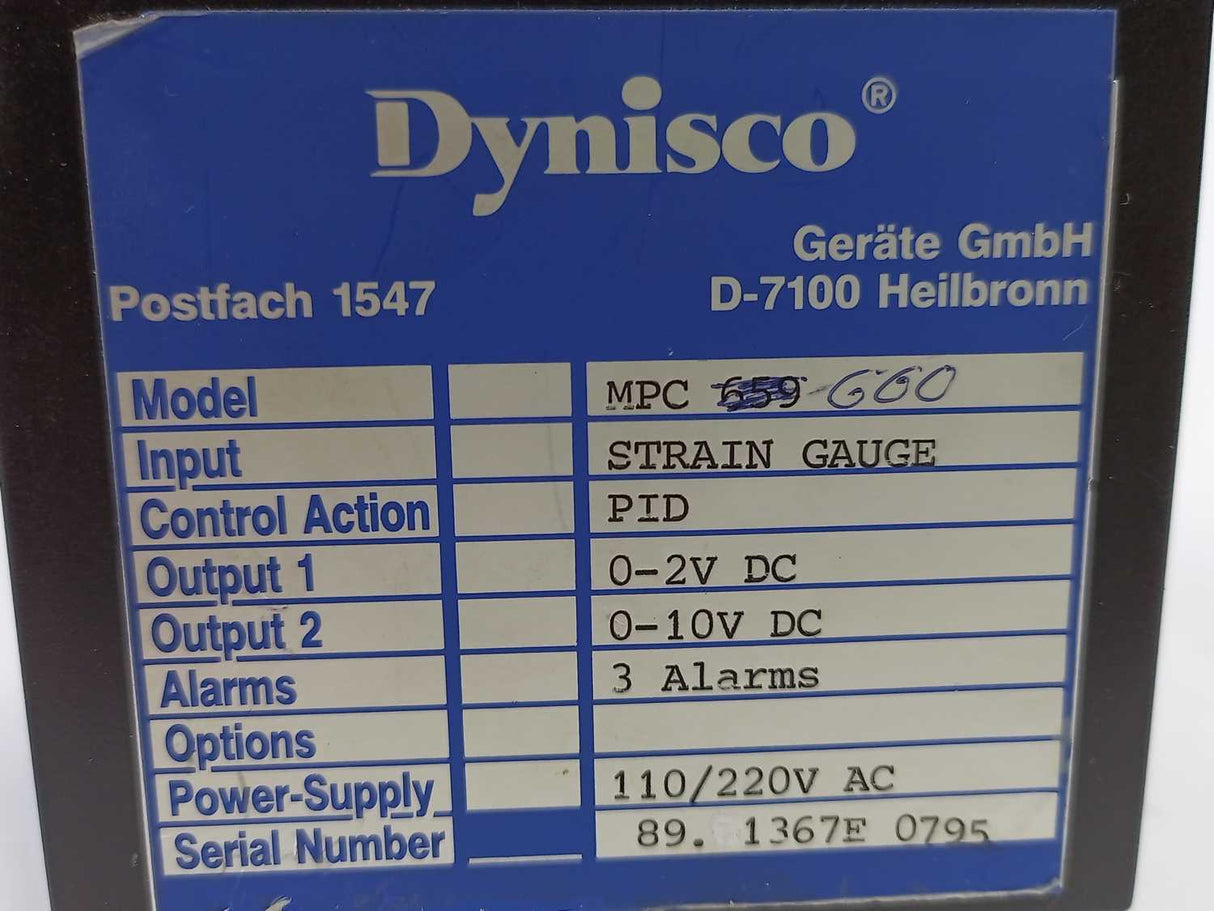 Dynisco®
Geräte GmbH
Postfach 1547 D-7100 Heilbronn
Model MPC 659 660
Input STRAIN GAUGE
Control Action PID
Output 1 0-2V DC
Output 2 0-10V DC
Alarms 3 Alarms
Options
Power-Supply 110/220V AC
Serial Number 89. 1367E 0795